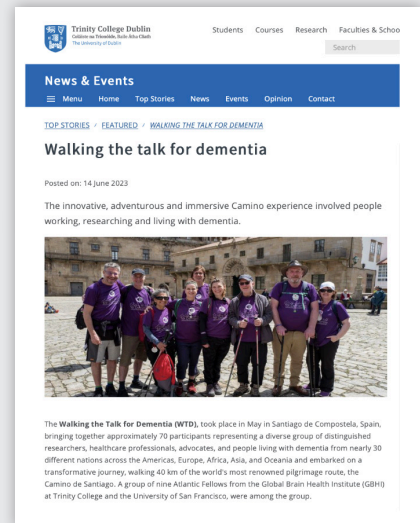 Trinity College Dublin
Coláiste na Tríonóide, Baile Átha Cliath
The University of Dublin
Students Courses Research Faculties & Schoo
Search
News & Events
Menu Home Top Stories News Events Opinion Contact
TOP STORIES / FEATURED / WALKING THE TALK FOR DEMENTIA
Walking the talk for dementia
Posted on: 14 June 2023
The innovative, adventurous and immersive Camino experience involved people
working, researching and living with dementia.
The Walking the Talk for Dementia (WTD), took place in May in Santiago de Compostela, Spain,
bringing together approximately 70 participants representing a diverse group of distinguished
researchers, healthcare professionals, advocates, and people living with dementia from nearly 30
different nations across the Americas, Europe, Africa, Asia, and Oceania and embarked on a
transformative journey, walking 40 km of the world's most renowned pilgrimage route, the
Camino de Santiago. A group of nine Atlantic Fellows from the Global Brain Health Institute (GBHI)
at Trinity College and the University of San Francisco, were among the group.